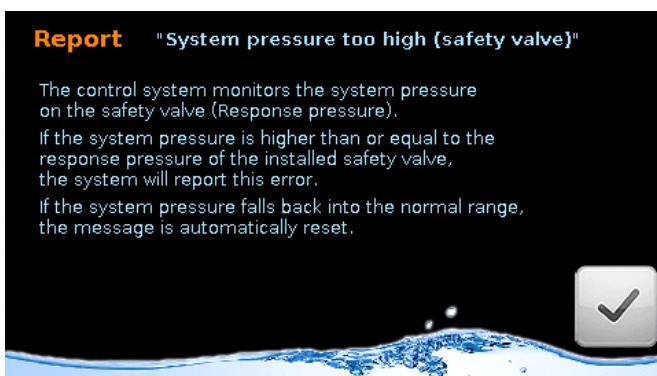 Report "System pressure too high (safety valve)"
The control system monitors the system pressure
on the safety valve (Response pressure).
If the system pressure is higher than or equal to the
response pressure of the installed safety valve,
the system will report this error.
If the system pressure falls back into the normal range,
the message is automatically reset.